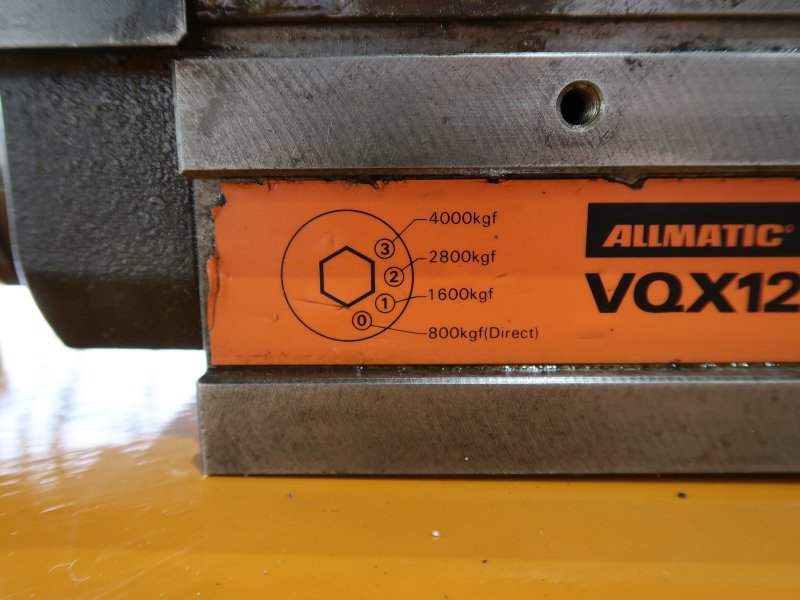 3 4000kgf
2 2800kgf
1 1600kgf
0 800kgf(Direct)
ALLMATIC®
VQX12